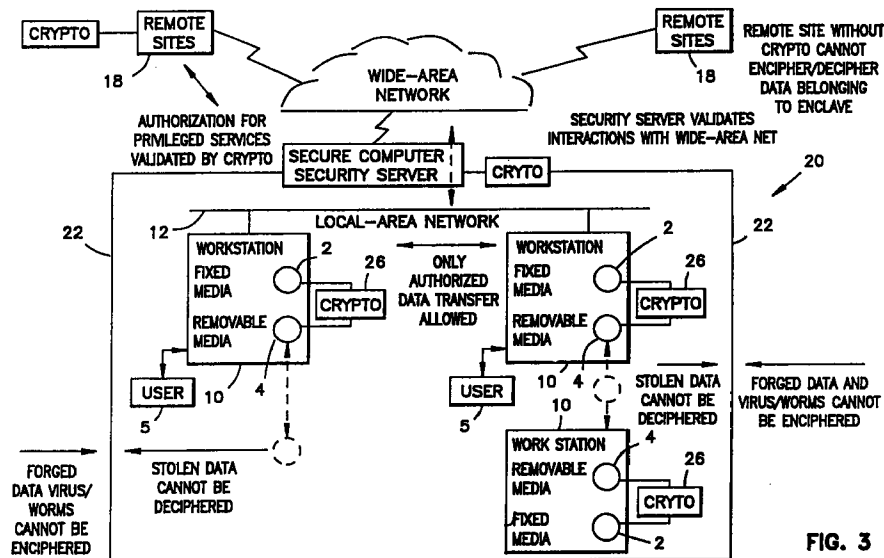 CRYPTO
REMOTE
SITES
18
WIDE-AREA
NETWORK
REMOTE
SITES
18
REMOTE SITE WITHOUT
CRYPTO CANNOT
ENCIPHER/DECIPHER
DATA BELONGING
TO ENCLAVE
AUTHORIZATION FOR
PRIVILEGED SERVICES
VALIDATED BY CRYPTO
SECURITY SERVER VALIDATES
INTERACTIONS WITH WIDE-AREA NET
SECURE COMPUTER
SECURITY SERVER
CRYTO
20
22
12
LOCAL-AREA NETWORK
22
WORKSTATION
2
FIXED
MEDIA
26
CRYPTO
REMOVABLE
MEDIA
4
10
USER
5
ONLY
AUTHORIZED
DATA TRANSFER
ALLOWED
WORKSTATION
2
FIXED
MEDIA
26
CRYPTO
REMOVABLE
MEDIA
10
4
USER
5
STOLEN DATA
CANNOT BE
DECIPHERED
FORGED DATA AND
VIRUS/WORMS CANNOT
BE ENCIPHERED
10
WORK STATION
4
REMOVABLE
MEDIA
26
CRYTO
FIXED
MEDIA
2
FORGED
DATA VIRUS/
WORMS
CANNOT BE
ENCIPHERED
STOLEN DATA
CANNOT BE
DECIPHERED
FIG. 3